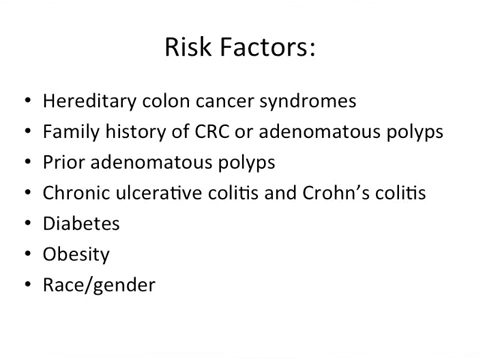 Risk Factors:
• Hereditary colon cancer syndromes
• Family history of CRC or adenomatous polyps
• Prior adenomatous polyps
• Chronic ulcerative colitis and Crohn’s colitis
• Diabetes
• Obesity
• Race/gender